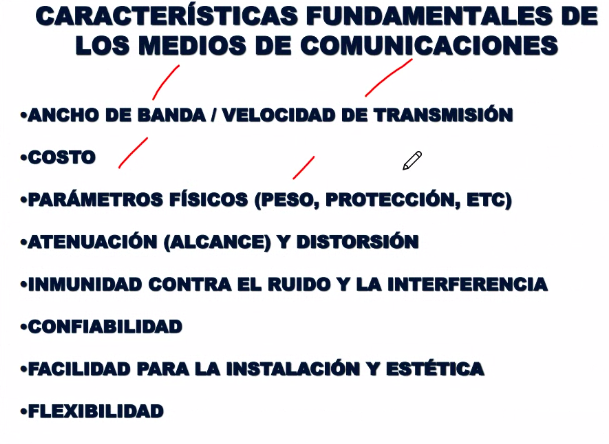 CARACTERÍSTICAS FUNDAMENTALES DE
LOS MEDIOS DE COMUNICACIONES
•ANCHO DE BANDA / VELOCIDAD DE TRANSMISIÓN
•COSTO
•PARÁMETROS FÍSICOS (PESO, PROTECCIÓN, ETC)
•ATENUACIÓN (ALCANCE) Y DISTORSIÓN
•INMUNIDAD CONTRA EL RUIDO Y LA INTERFERENCIA
•CONFIABILIDAD
•FACILIDAD PARA LA INSTALACIÓN Y ESTÉTICA
•FLEXIBILIDAD